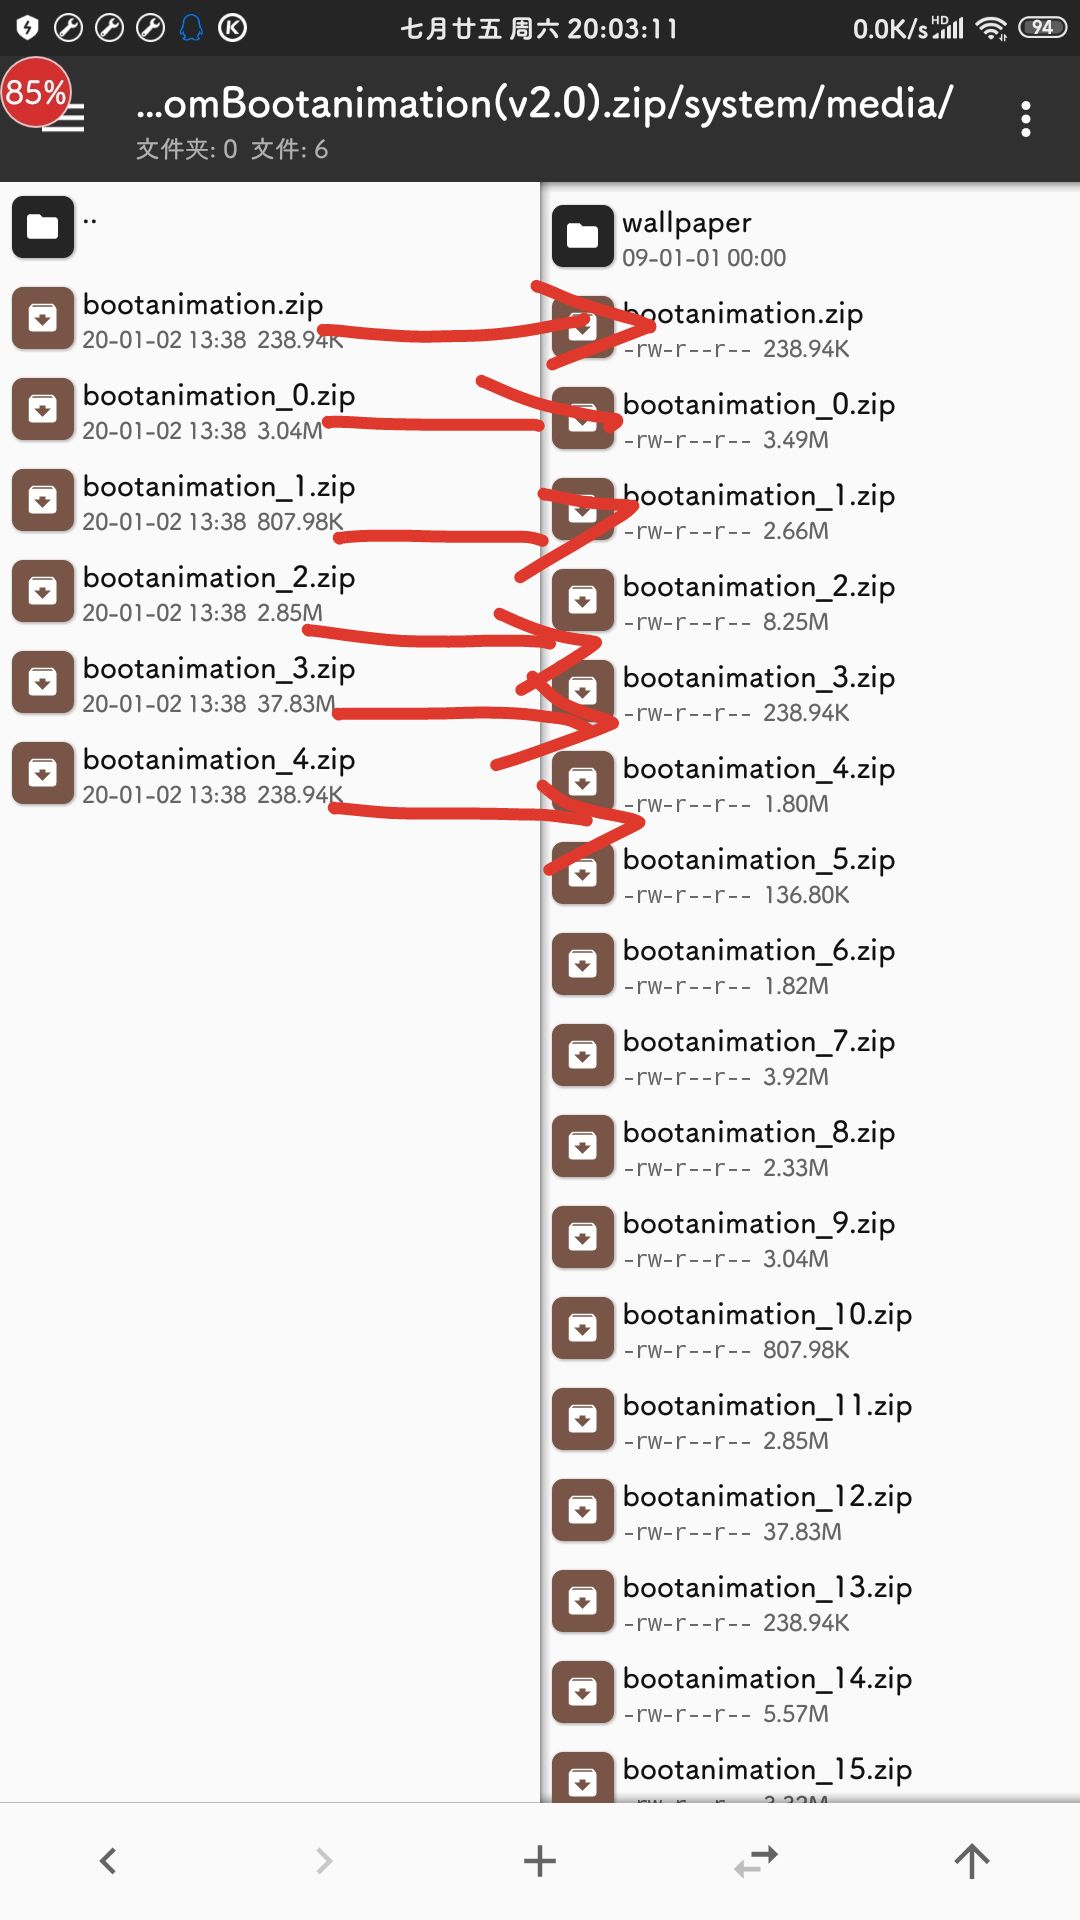 七月廿五 周六 20:03:11
0.0K/s HD 94
85%
...omBootanimation(v2.0).zip/system/media/
文件夹: 0 文件: 6
..
bootanimation.zip
20-01-02 13:38 238.94K
bootanimation_0.zip
20-01-02 13:38 3.04M
bootanimation_1.zip
20-01-02 13:38 807.98K
bootanimation_2.zip
20-01-02 13:38 2.85M
bootanimation_3.zip
20-01-02 13:38 37.83M
bootanimation_4.zip
20-01-02 13:38 238.94K
wallpaper
09-01-01 00:00
bootanimation.zip
-rw-r--r-- 238.94K
bootanimation_0.zip
-rw-r--r-- 3.49M
bootanimation_1.zip
-rw-r--r-- 2.66M
bootanimation_2.zip
-rw-r--r-- 8.25M
bootanimation_3.zip
-rw-r--r-- 238.94K
bootanimation_4.zip
-rw-r--r-- 1.80M
bootanimation_5.zip
-rw-r--r-- 136.80K
bootanimation_6.zip
-rw-r--r-- 1.82M
bootanimation_7.zip
-rw-r--r-- 3.92M
bootanimation_8.zip
-rw-r--r-- 2.33M
bootanimation_9.zip
-rw-r--r-- 3.04M
bootanimation_10.zip
-rw-r--r-- 807.98K
bootanimation_11.zip
-rw-r--r-- 2.85M
bootanimation_12.zip
-rw-r--r-- 37.83M
bootanimation_13.zip
-rw-r--r-- 238.94K
bootanimation_14.zip
-rw-r--r-- 5.57M
bootanimation_15.zip